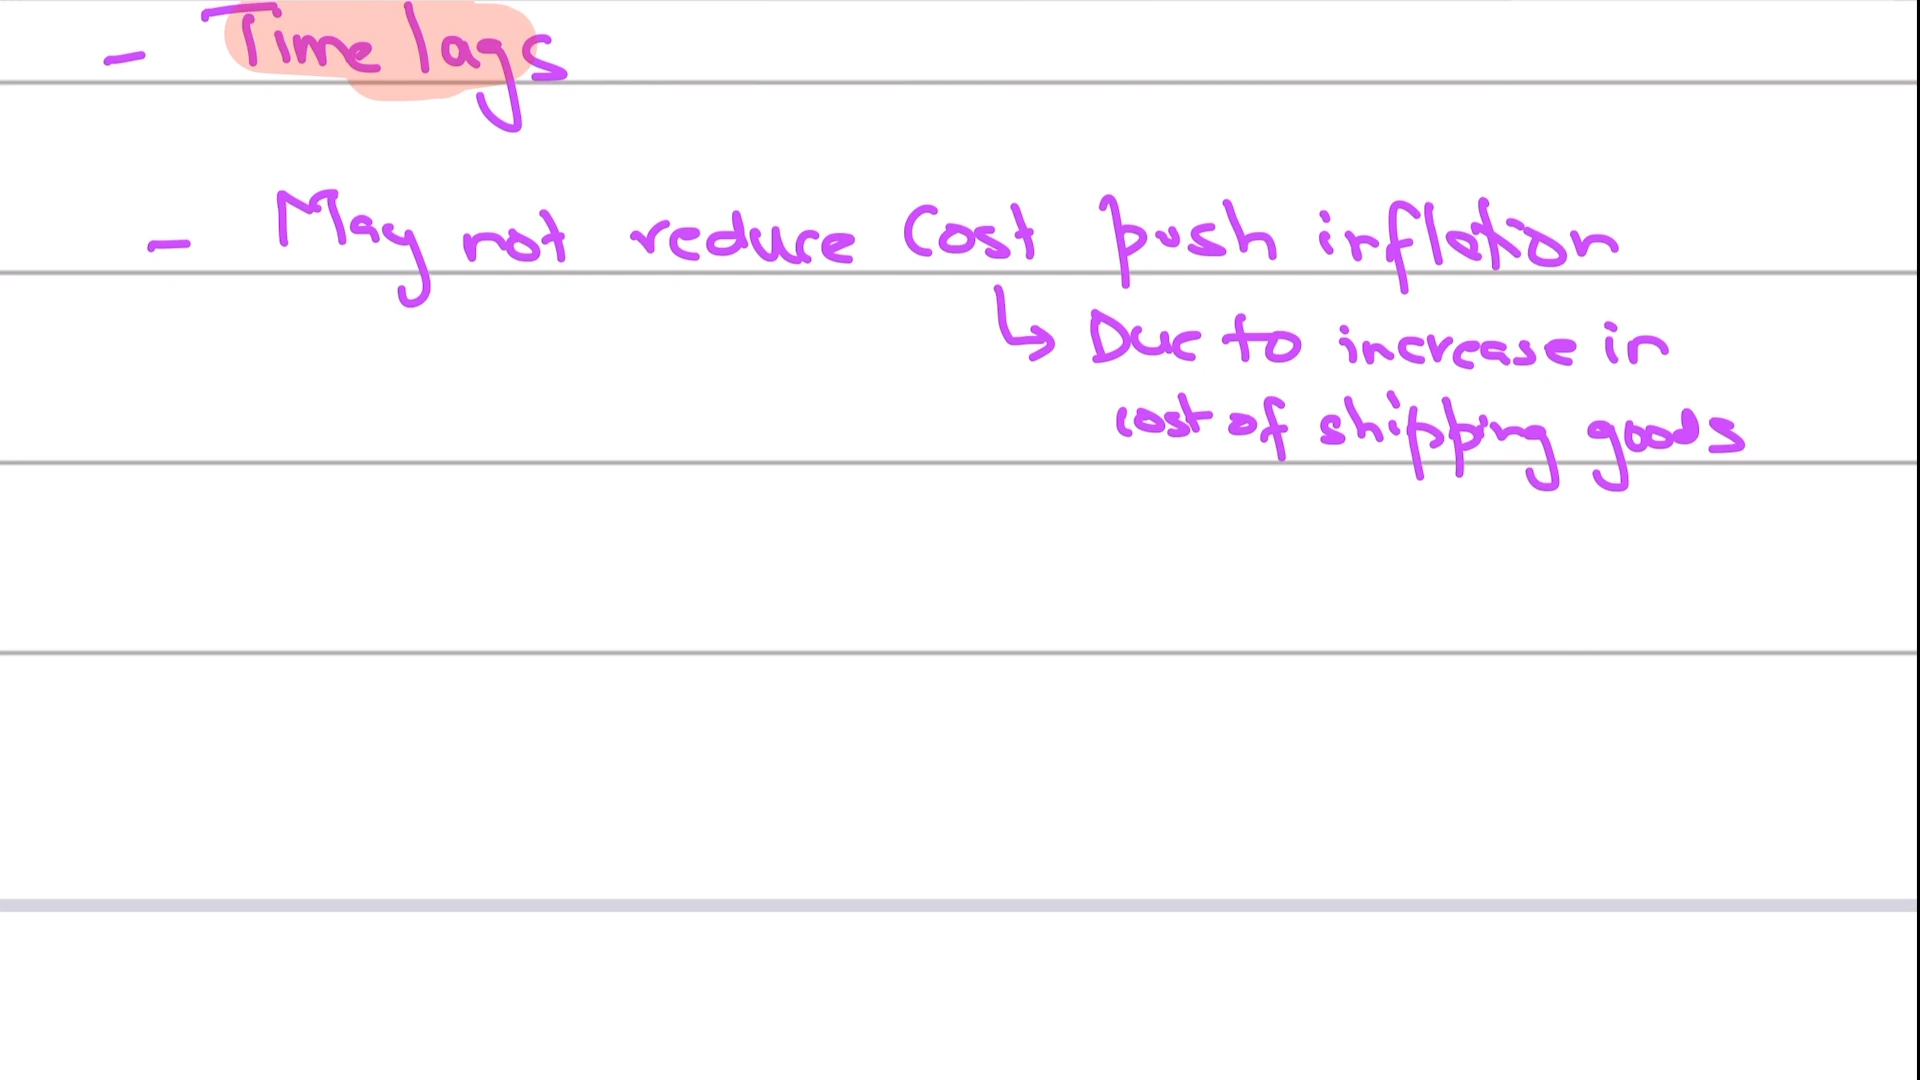 - Time lags
- May not reduce Cost push inflation
↳ Due to increase in
cost of shipping goods